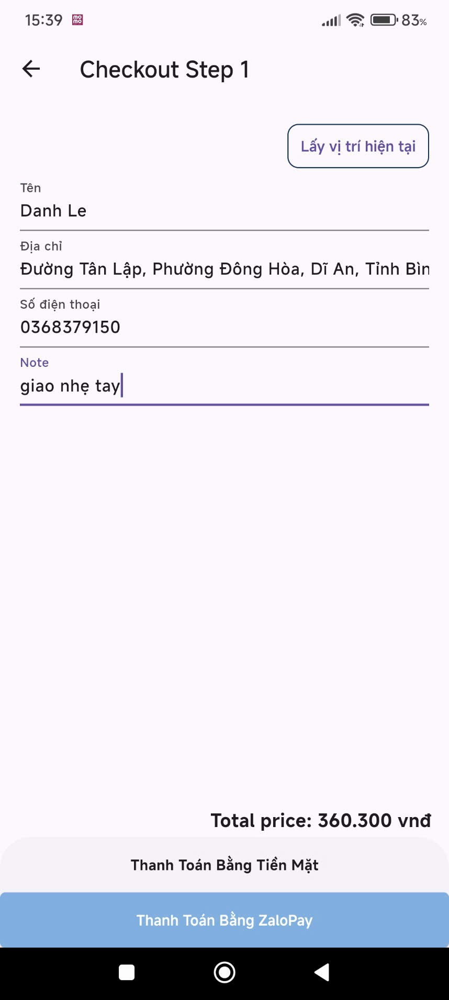 15:39 mo mo 83%
Checkout Step 1
Lấy vị trí hiện tại
Tên
Danh Le
Địa chỉ
Đường Tân Lập, Phường Đông Hòa, Dĩ An, Tỉnh Bìn
Số điện thoại
0368379150
Note
giao nhẹ tay
Total price: 360.300 vnđ
Thanh Toán Bằng Tiền Mặt
Thanh Toán Bằng ZaloPay